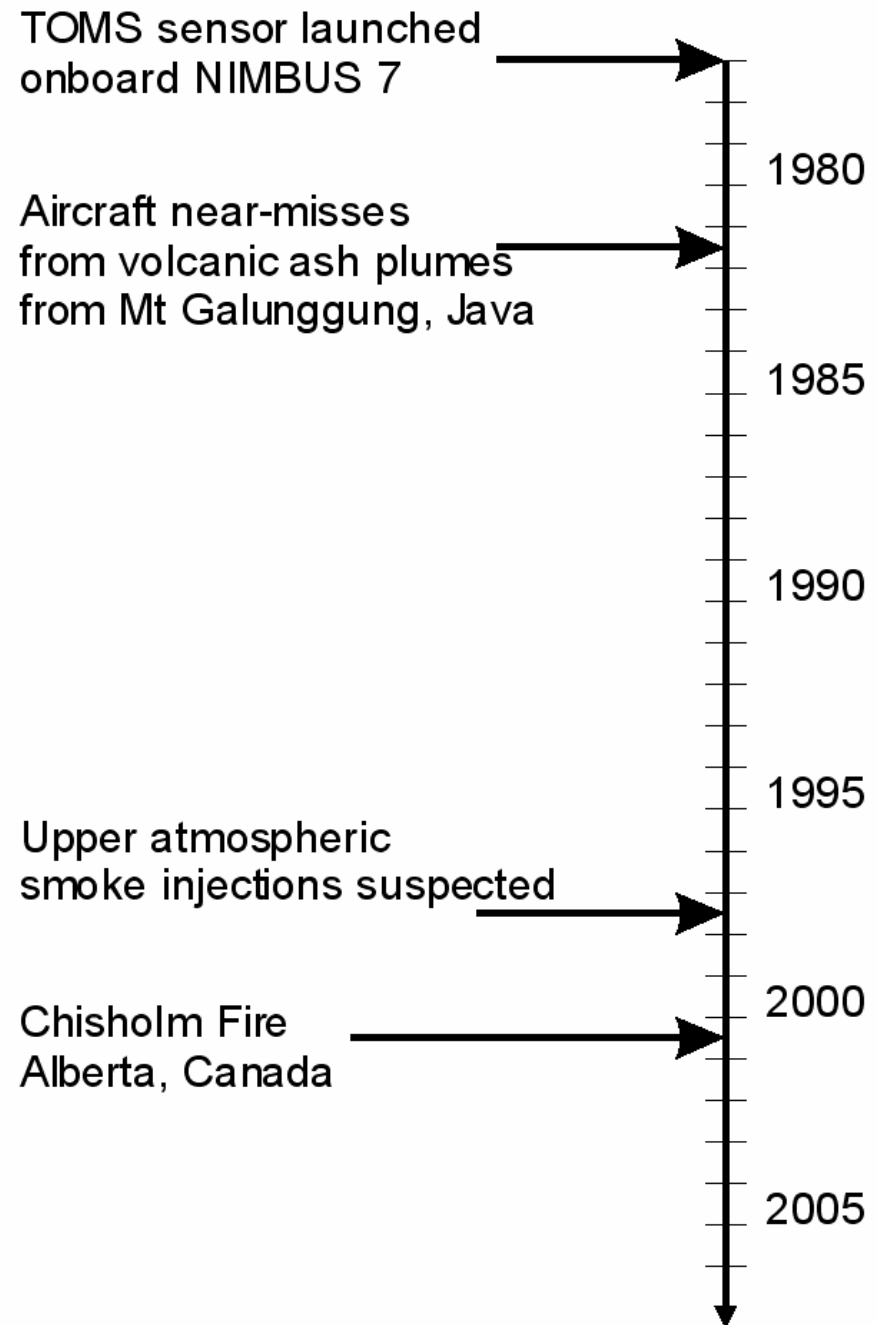 TOMS sensor launched
onboard NIMBUS 7
1980
Aircraft near-misses
from volcanic ash plumes
from Mt Galunggung, Java
1985
1990
1995
Upper atmospheric
smoke injections suspected
2000
Chisholm Fire
Alberta, Canada
2005